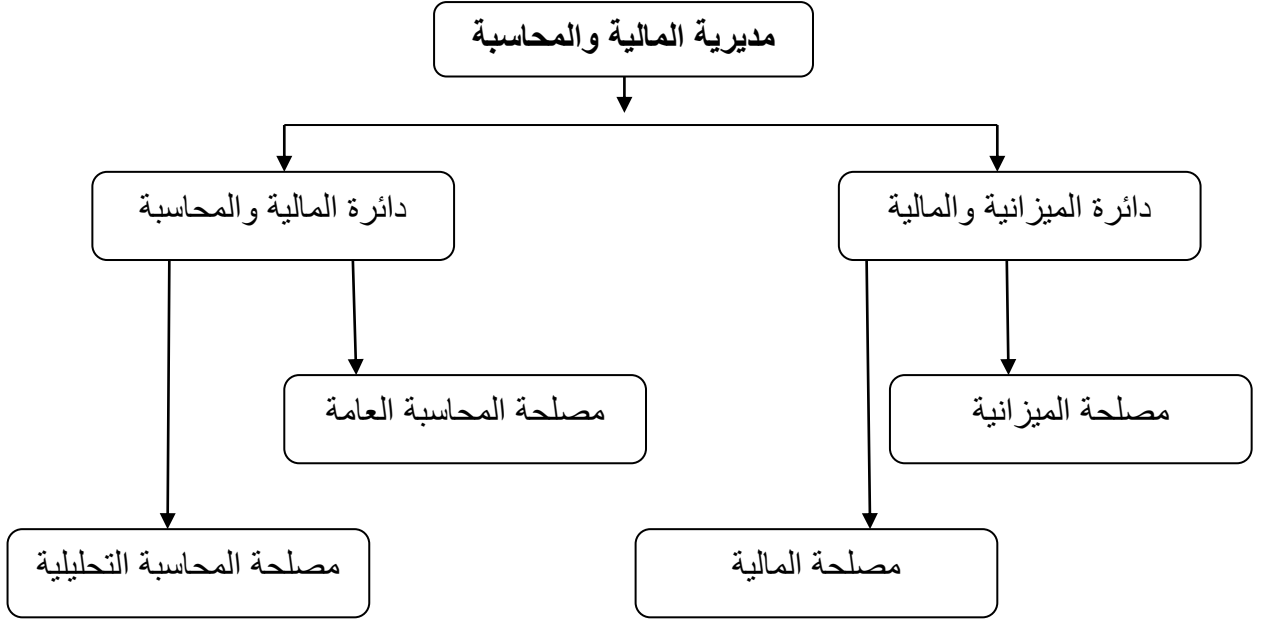 مديرية المالية والمحاسبة
دائرة الميزانية والمالية
دائرة المالية والمحاسبة
مصلحة الميزانية
مصلحة المحاسبة العامة
مصلحة المالية
مصلحة المحاسبة التحليلية